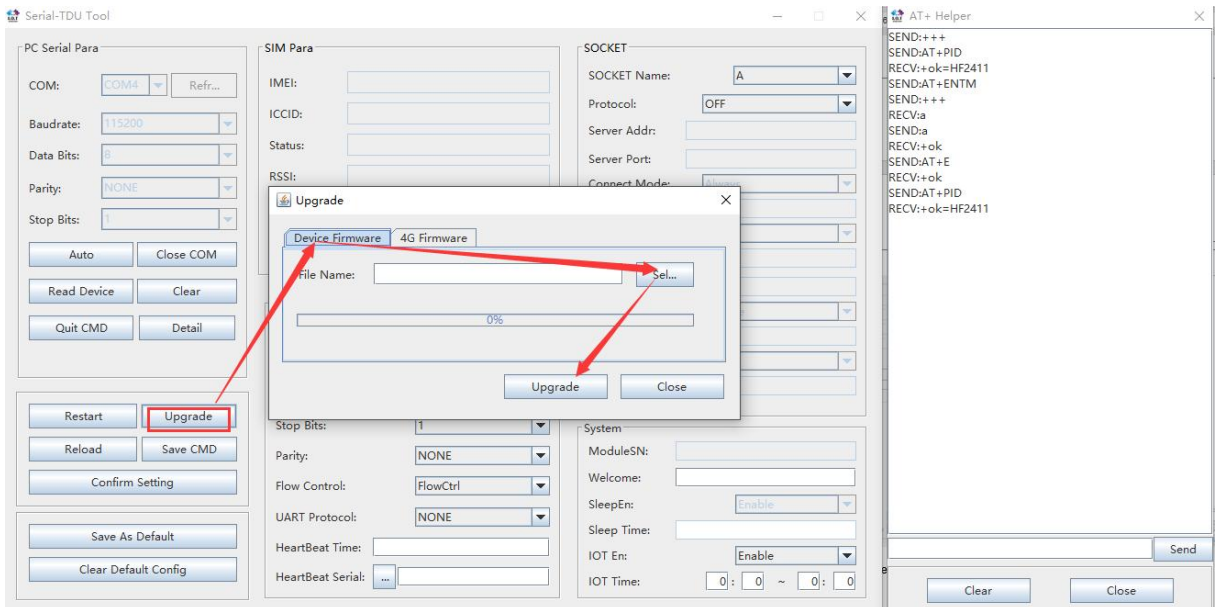 Serial-TDU Tool
PC Serial Para
COM: COM4 Refr...
Baudrate: 115200
Data Bits: 8
Parity: NONE
Stop Bits: 1
Auto Close COM
Read Device Clear
Quit CMD Detail
Restart Upgrade
Reload Save CMD
Confirm Setting
Save As Default
Clear Default Config
SIM Para
IMEI:
ICCID:
Status:
RSSI:
Upgrade
Device Firmware 4G Firmware
File Name: Sel...
0%
Upgrade Close
Stop Bits: 1
Parity: NONE
Flow Control: FlowCtrl
UART Protocol: NONE
HeartBeat Time:
HeartBeat Serial: ...
SOCKET
SOCKET Name: A
Protocol: OFF
Server Addr:
Server Port:
Connect Mode: Always
System
ModuleSN:
Welcome:
SleepEn: Enable
Sleep Time:
IOT En: Enable
IOT Time: 0 : 0 ~ 0 : 0
AT+ Helper
SEND:+++
SEND:AT+PID
RECV:+ok=HF2411
SEND:AT+ENTM
SEND:+++
RECV:a
SEND:a
RECV:+ok
SEND:AT+E
RECV:+ok
SEND:AT+PID
RECV:+ok=HF2411
Send
Clear Close